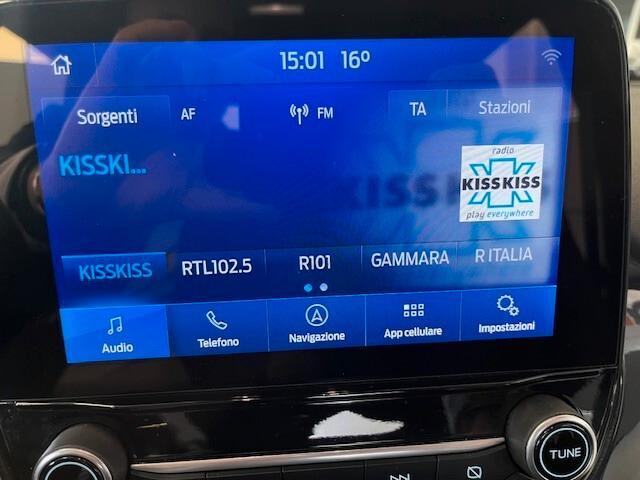 15:01 16º
Sorgenti AF FM TA Stazioni
KISSKI...
radio
KISSKISS
play everywhere
KISSKISS RTL102.5 R101 GAMMARA R ITALIA
Audio Telefono Navigazione App cellulare Impostazioni
TUNE